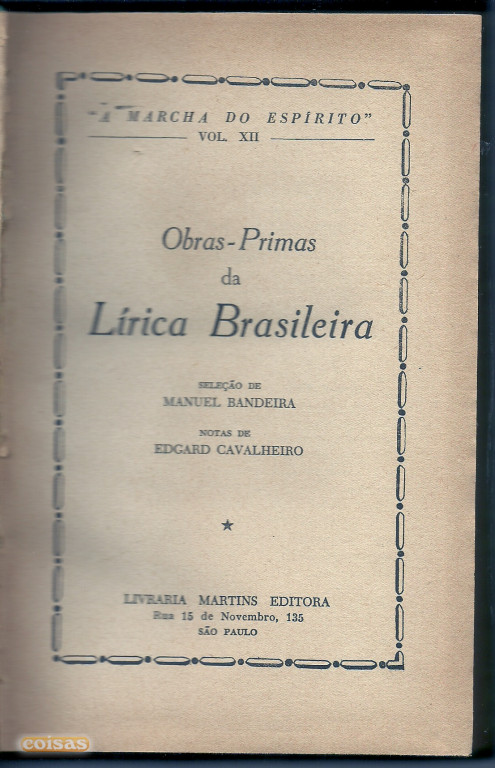 "A MARCHA DO ESPÍRITO"
VOL. XII
Obras-Primas
da
Lírica Brasileira
SELEÇÃO DE
MANUEL BANDEIRA
NOTAS DE
EDGARD CAVALHEIRO
LIVRARIA MARTINS EDITORA
Rua 15 de Novembro, 135
SÃO PAULO
coisas